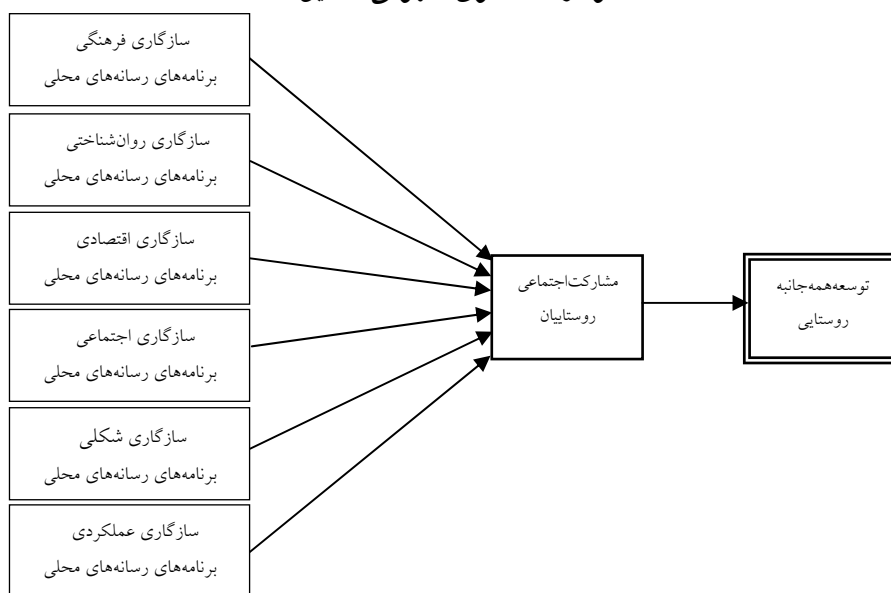 سازگاری فرهنگی
برنامه‌های رسانه‌های محلی
سازگاری روان‌شناختی
برنامه‌های رسانه‌های محلی
سازگاری اقتصادی
برنامه‌های رسانه‌های محلی
سازگاری اجتماعی
برنامه‌های رسانه‌های محلی
سازگاری شکلی
برنامه‌های رسانه‌های محلی
سازگاری عملکردی
برنامه‌های رسانه‌های محلی
مشارکت‌اجتماعی
روستاییان
توسعه‌همه‌جانبه
روستایی